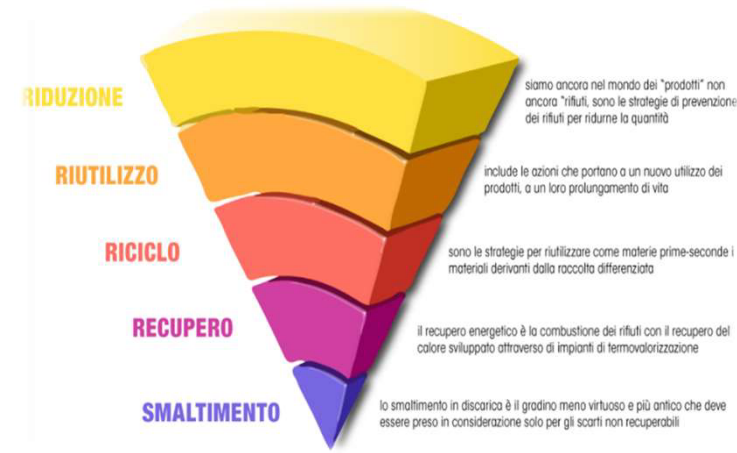 RIDUZIONE
siamo ancora nel mondo dei "prodotti" non
ancora "rifiuti, sono le strategie di prevenzione
dei rifiuti per ridurne la quantità
RIUTILIZZO
include le azioni che portano a un nuovo utilizzo dei
prodotti, a un loro prolungamento di vita
RICICLO
sono le strategie per riutilizzare come materie prime-seconde i
materiali derivanti dalla raccolta differenziata
RECUPERO
il recupero energetico è la combustione dei rifiuti con il recupero del
calore sviluppato attraverso di impianti di termovalorizzazione
SMALTIMENTO
lo smaltimento in discarica è il gradino meno virtuoso e più antico che deve
essere preso in considerazione solo per gli scarti non recuperabili